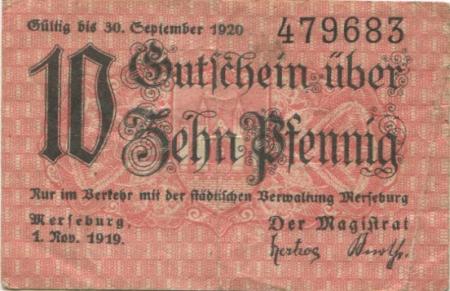 Gültig bis 30. September 1920 479683
10 Gutschein über
Zehn Pfennig
Nur im Verkehr mit der städtischen Verwaltung Merseburg
Merseburg, Der Magistrat
1. Nov. 1919. Herzog